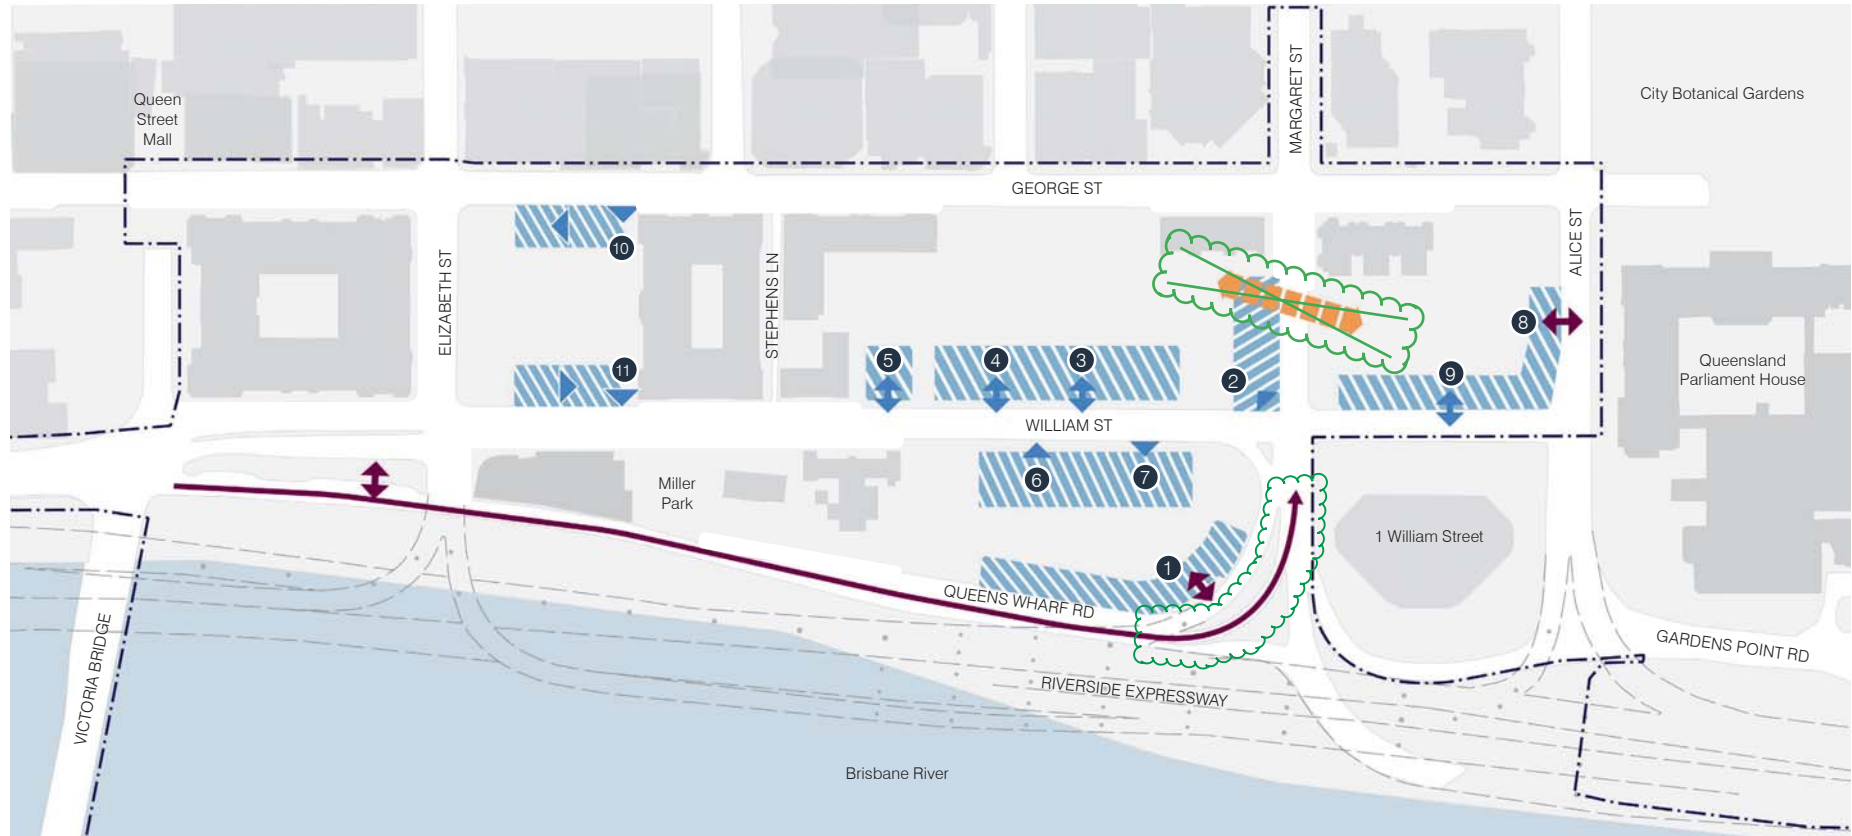 MARGARET ST
Queen
Street
Mall
City Botanical Gardens
GEORGE ST
ALICE ST
10
ELIZABETH ST
STEPHENS LN
8
Queensland
Parliament House
5
4
3
11
2
9
WILLIAM ST
6
7
Miller
Park
1 William Street
1
QUEENS WHARF RD
VICTORIA BRIDGE
GARDENS POINT RD
RIVERSIDE EXPRESSWAY
Brisbane River